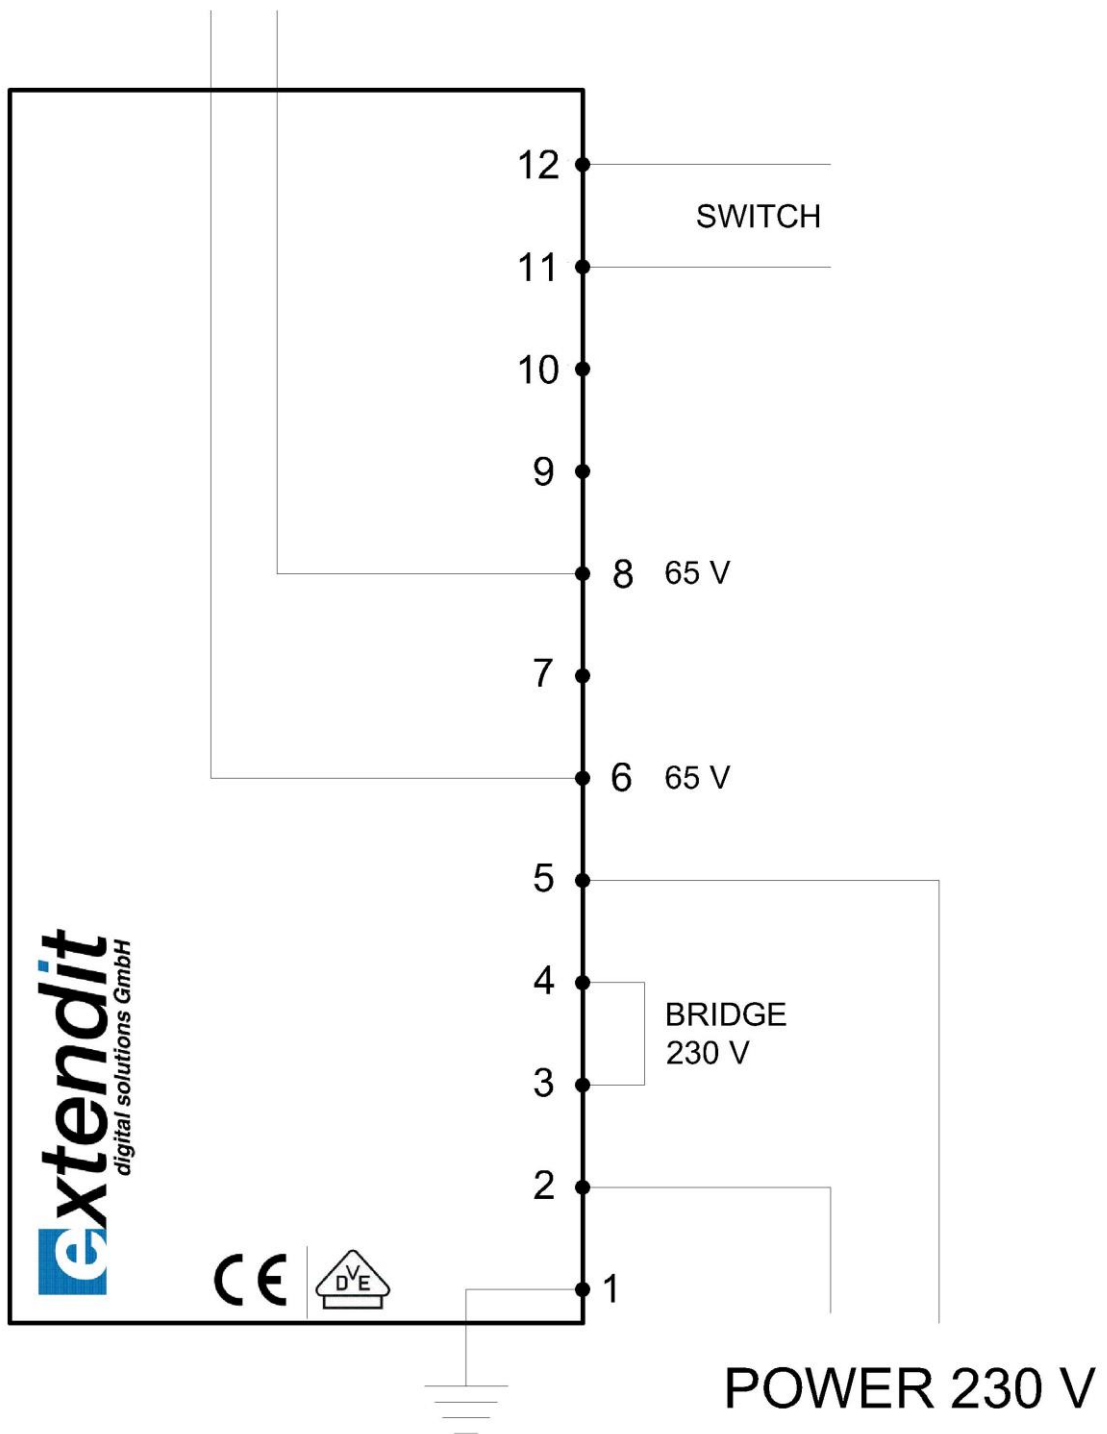 12
SWITCH
11
10
9
8 65 V
7
6 65 V
5
4
BRIDGE
230 V
3
2
1
extendit
digital solutions GmbH
CE
DVE
POWER 230 V